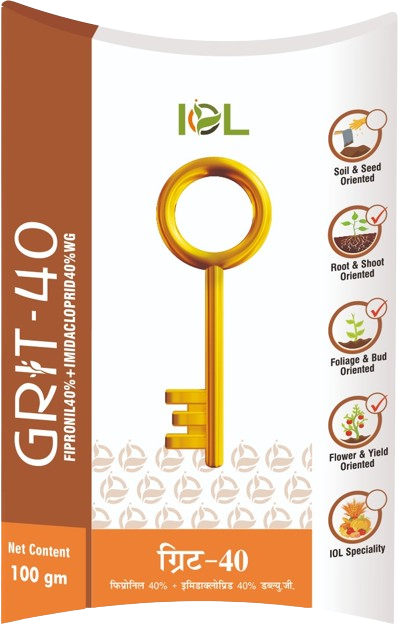 IOL
GRIT-40
FIPRONIL40%+IMIDACLOPRID40%WG
Soil & Seed
Oriented
Root & Shoot
Oriented
Foliage & Bud
Oriented
Flower & Yield
Oriented
IOL Speciality
Net Content
100 gm
ग्रिट-40
फिप्रोनिल 40% + इमिडाक्लोप्रिड 40% डब्ल्यु.जी.